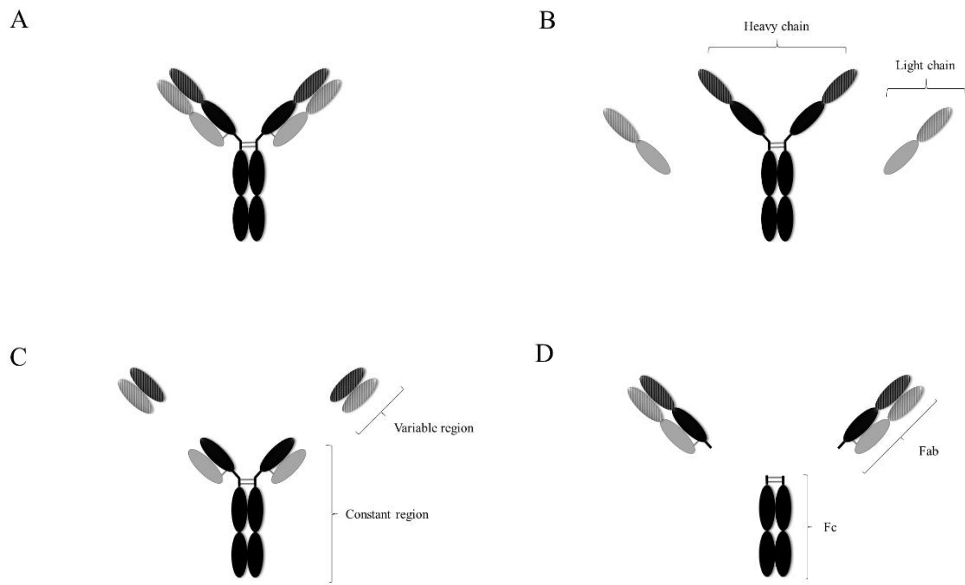 A
B
Heavy chain
Light chain
C
D
Variable region
Constant region
Fab
Fc